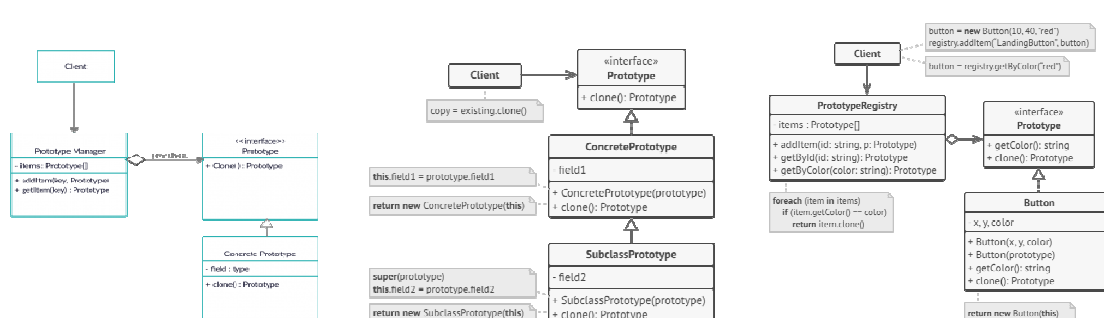 Client
Prototype Manager
- items: Prototype[]
+ addItem(key, Prototype)
+ getItem(key) : Prototype
<<interface>>
Prototype
+ Clone() : Prototype
Concrete Prototype
- field : type
+ clone() : Prototype
Client
copy = existing.clone()
«interface»
Prototype
+ clone(): Prototype
ConcretePrototype
- field1
+ ConcretePrototype(prototype)
+ clone(): Prototype
this.field1 = prototype.field1
return new ConcretePrototype(this)
SubclassPrototype
- field2
+ SubclassPrototype(prototype)
+ clone(): Prototype
super(prototype)
this.field2 = prototype.field2
return new SubclassPrototype(this)
Client
button = new Button(10, 40, "red")
registry.addItem("LandingButton", button)
button = registry.getByColor("red")
PrototypeRegistry
- items : Prototype[]
+ addItem(id: string, p: Prototype)
+ getById(id: string): Prototype
+ getByColor(color: string): Prototype
foreach (item in items)
if (item.getColor() == color)
return item.clone()
«interface»
Prototype
+ getColor(): string
+ clone(): Prototype
Button
- x, y, color
+ Button(x, y, color)
+ Button(prototype)
+ getColor(): string
+ clone(): Prototype
return new Button(this)